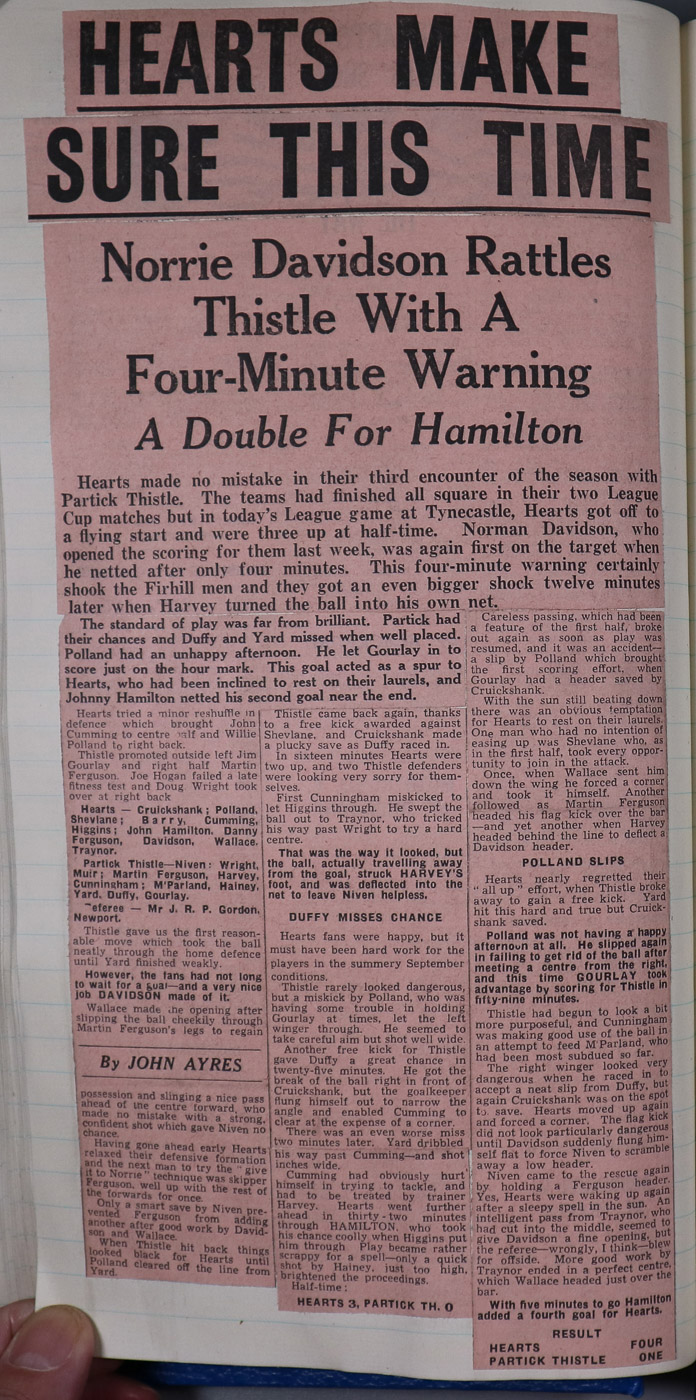 HEARTS MAKE
SURE THIS TIME
Norrie Davidson Rattles
Thistle With A
Four-Minute Warning
A Double For Hamilton
Hearts made no mistake in their third encounter of the season with
Partick Thistle. The teams had finished all square in their two League
Cup matches but in today's League game at Tynecastle, Hearts got off to
a flying start and were three up at half-time. Norman Davidson, who
opened the scoring for them last week, was again first on the target when
he netted after only four minutes. This four-minute warning certainly
shook the Firhill men and they got an even bigger shock twelve minutes
later when Harvey turned the ball into his own net.
The standard of play was far from brilliant. Partick had
their chances and Duffy and Yard missed when well placed.
Polland had an unhappy afternoon. He let Gourlay in to
score just on the hour mark. This goal acted as a spur to
Hearts, who had been inclined to rest on their laurels, and
Johnny Hamilton netted his second goal near the end.
Hearts tried a minor reshuffle in
defence which brought John
Cumming to centre half and Willie
Polland to right back.
Thistle promoted outside left Jim
Gourlay and right half Martin
Ferguson. Joe Hogan failed a late
fitness test and Doug Wright took
over at right back
Hearts — Cruickshank; Polland,
Shevlane; Barry, Cumming,
Higgins; John Hamilton, Danny
Ferguson, Davidson, Wallace,
Traynor.
Partick Thistle—Niven: Wright,
Muir; Martin Ferguson, Harvey,
Cunningham; M'Parland, Hainey,
Yard, Duffy, Gourlay.
Referee — Mr J. R. P. Gordon,
Newport.
Thistle gave us the first reason-
able move which took the ball
neatly through the home defence
until Yard finished weakly.
However, the fans had not long
to wait for a goal—and a very nice
job DAVIDSON made of it.
Wallace made the opening after
slipping the ball cheekily through
Martin Ferguson's legs to regain
By JOHN AYRES
possession and slinging a nice pass
ahead of the centre forward, who
made no mistake with a strong,
confident shot which gave Niven no
chance.
Having gone ahead early Hearts
relaxed their defensive formation
and the next man to try the "give
it to Norrie" technique was skipper
Ferguson, well up with the rest of
the forwards for once.
Only a smart save by Niven pre-
vented Ferguson from adding
another after good work by David-
son and Wallace.
When Thistle hit back things
looked black for Hearts until
Polland cleared off the line from
Yard.
Thistle came back again, thanks
to a free kick awarded against
Shevlane, and Cruickshank made
a plucky save as Duffy raced in.
In sixteen minutes Hearts were
two up, and two Thistle defenders
were looking very sorry for them-
selves.
First Cunningham miskicked to
let Higgins through. He swept the
ball out to Traynor, who tricked
his way past Wright to try a hard
centre.
That was the way it looked, but
the ball, actually travelling away
from the goal, struck HARVEY'S
foot, and was deflected into the
net to leave Niven helpless.
DUFFY MISSES CHANCE
Hearts fans were happy, but it
must have been hard work for the
players in the summery September
conditions.
Thistle rarely looked dangerous,
but a miskick by Polland, who was
having some trouble in holding
Gourlay at times, let the left
winger through. He seemed to
take careful aim but shot well wide.
Another free kick for Thistle
gave Duffy a great chance in
twenty-five minutes. He got the
break of the ball right in front of
Cruickshank, but the goalkeeper
flung himself out to narrow the
angle and enabled Cumming to
clear at the expense of a corner.
There was an even worse miss
two minutes later. Yard dribbled
his way past Cumming—and shot
inches wide.
Cumming had obviously hurt
himself in trying to tackle, and
had to be treated by trainer
Harvey. Hearts went further
ahead in thirty-two minutes
through HAMILTON, who took
his chance coolly when Higgins put
him through Play became rather
scrappy for a spell—only a quick
shot by Hainey, just too high,
brightened the proceedings.
Half-time:
HEARTS 3, PARTICK TH. 0
Careless passing, which had been
a feature of the first half, broke
out again as soon as play was
resumed, and it was an accident—
a slip by Polland which brought
the first scoring effort, when
Gourlay had a header saved by
Cruickshank.
With the sun still beating down
there was an obvious temptation
for Hearts to rest on their laurels.
One man who had no intention of
easing up was Shevlane who, as
in the first half, took every oppor-
tunity to join in the attack.
Once, when Wallace sent him
down the wing he forced a corner
and took it himself. Another
followed as Martin Ferguson
headed his flag kick over the bar
—and yet another when Harvey
headed behind the line to deflect a
Davidson header.
POLLAND SLIPS
Hearts nearly regretted their
"all up" effort, when Thistle broke
away to gain a free kick. Yard
hit this hard and true but Cruick-
shank saved.
Polland was not having a happy
afternoon at all. He slipped again
in failing to get rid of the ball after
meeting a centre from the right,
and this time GOURLAY took
advantage by scoring for Thistle in
fifty-nine minutes.
Thistle had begun to look a bit
more purposeful, and Cunningham
was making good use of the ball in
an attempt to feed M'Parland, who
had been most subdued so far.
The right winger looked very
dangerous when he raced in to
accept a neat slip from Duffy, but
again Cruickshank was on the spot
to save. Hearts moved up again
and forced a corner. The flag kick
did not look particularly dangerous
until Davidson suddenly flung him-
self flat to force Niven to scramble
away a low header.
Niven came to the rescue again
by holding a Ferguson header.
Yes, Hearts were waking up again
after a sleepy spell in the sun. An
intelligent pass from Traynor, who
had cut into the middle, seemed to
give Davidson a fine opening, but
the referee—wrongly, I think—blew
for offside. More good work by
Traynor ended in a perfect centre,
which Wallace headed just over the
bar.
With five minutes to go Hamilton
added a fourth goal for Hearts.
RESULT
HEARTS FOUR
PARTICK THISTLE ONE